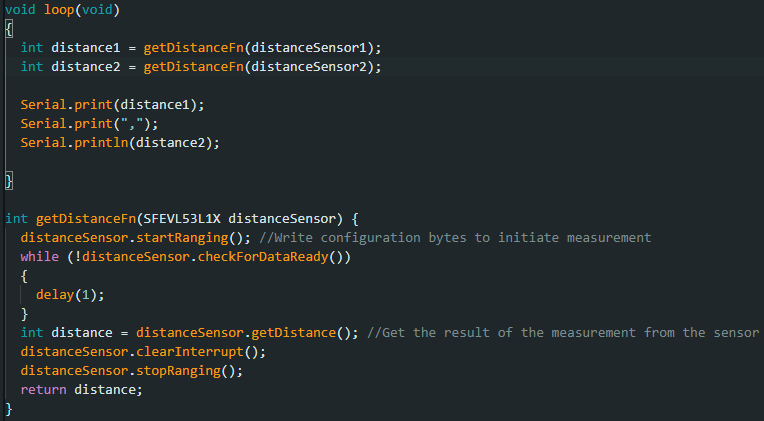 void loop(void)
{
  int distance1 = getDistanceFn(distanceSensor1);
  int distance2 = getDistanceFn(distanceSensor2);

  Serial.print(distance1);
  Serial.print(",");
  Serial.println(distance2);

}

int getDistanceFn(SFEVL53L1X distanceSensor) {
  distanceSensor.startRanging(); //Write configuration bytes to initiate measurement
  while (!distanceSensor.checkForDataReady())
  {
    delay(1);
  }
  int distance = distanceSensor.getDistance(); //Get the result of the measurement from the sensor
  distanceSensor.clearInterrupt();
  distanceSensor.stopRanging();
  return distance;
}